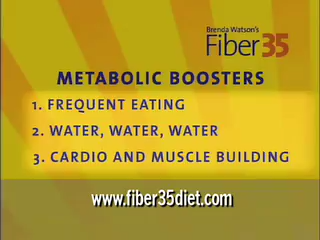 Brenda Watson's
Fiber35
METABOLIC BOOSTERS
1. FREQUENT EATING
2. WATER, WATER, WATER
3. CARDIO AND MUSCLE BUILDING
www.fiber35diet.com